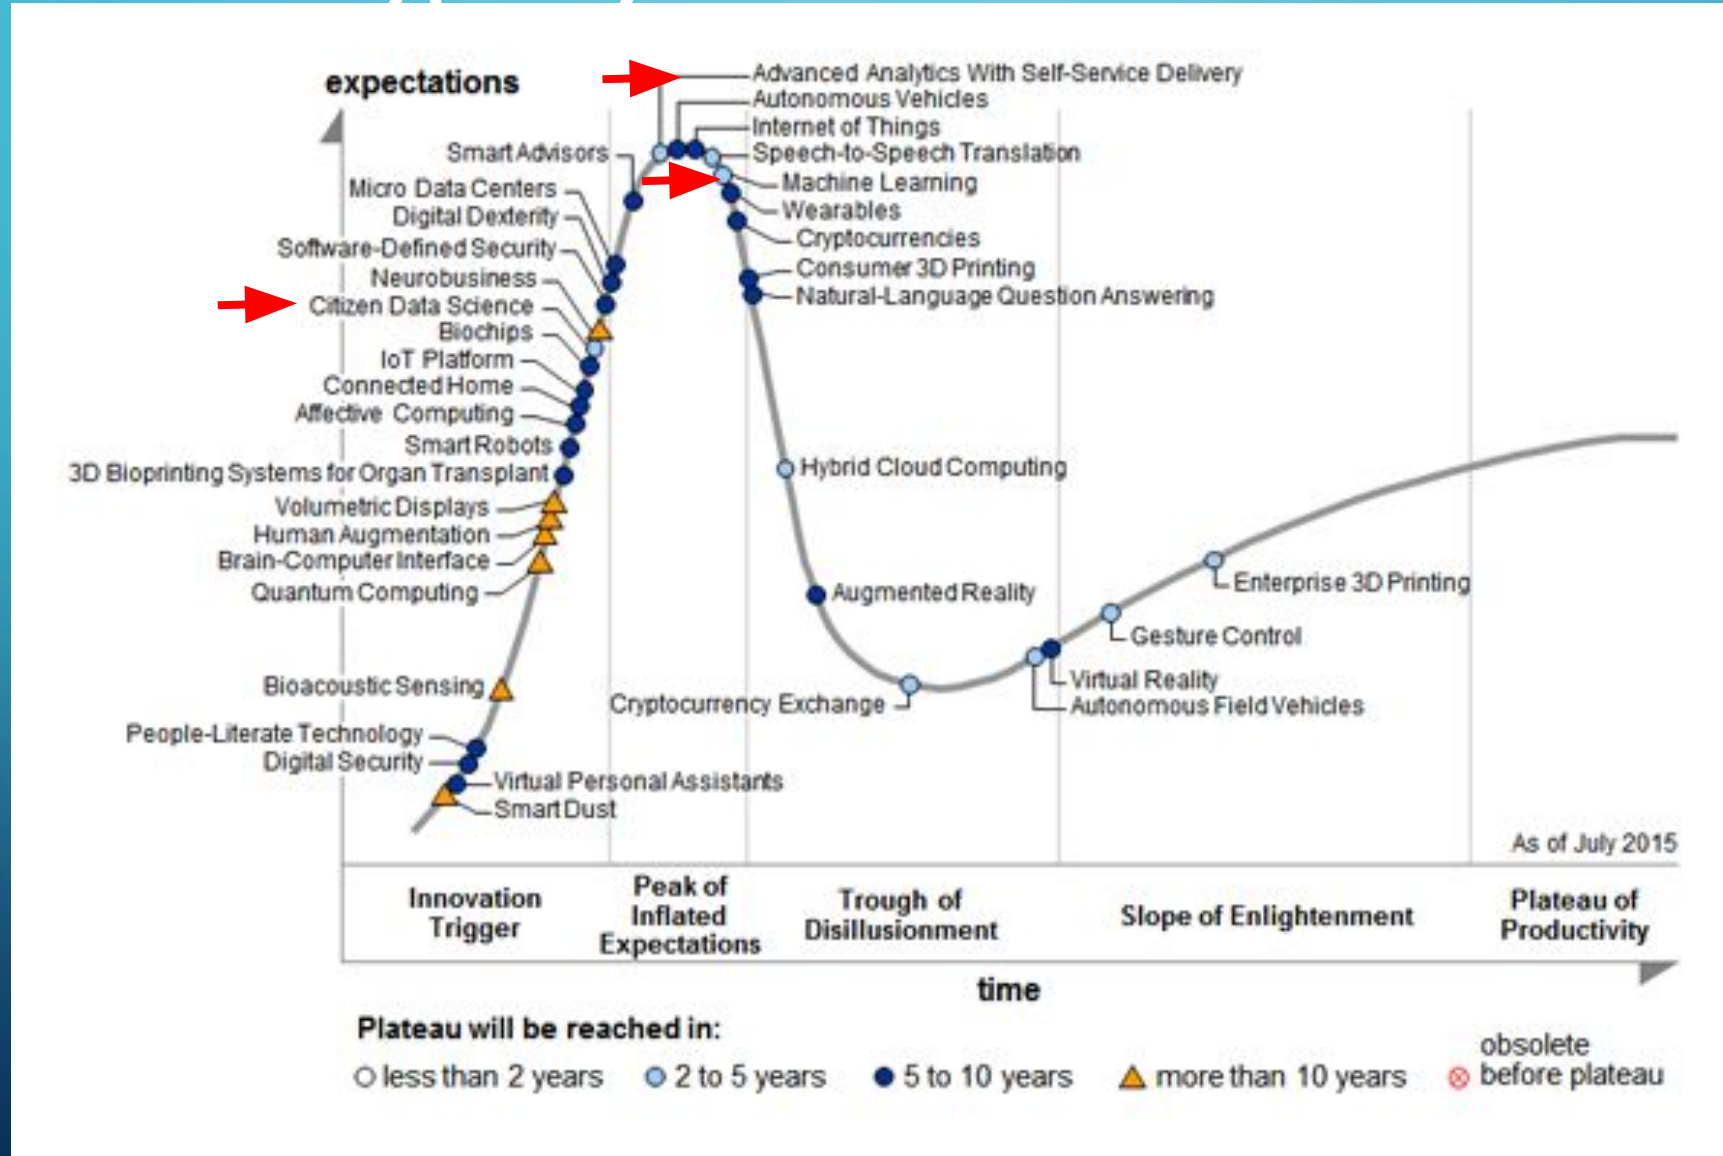 expectations
Advanced Analytics With Self-Service Delivery
Autonomous Vehicles
Internet of Things
Speech-to-Speech Translation
Machine Learning
Wearables
Cryptocurrencies
Consumer 3D Printing
Natural-Language Question Answering
Smart Advisors
Micro Data Centers
Digital Dexterity
Software-Defined Security
Neurobusiness
Citizen Data Science
Biochips
IoT Platform
Connected Home
Affective Computing
Smart Robots
3D Bioprinting Systems for Organ Transplant
Volumetric Displays
Human Augmentation
Brain-Computer Interface
Quantum Computing
Bioacoustic Sensing
People-Literate Technology
Digital Security
Virtual Personal Assistants
Smart Dust
Hybrid Cloud Computing
Augmented Reality
Cryptocurrency Exchange
Enterprise 3D Printing
Gesture Control
Virtual Reality
Autonomous Field Vehicles
As of July 2015
Innovation
Trigger
Peak of
Inflated
Expectations
Trough of
Disillusionment
Slope of Enlightenment
Plateau of
Productivity
time
Plateau will be reached in:
less than 2 years
2 to 5 years
5 to 10 years
more than 10 years
obsolete
before plateau